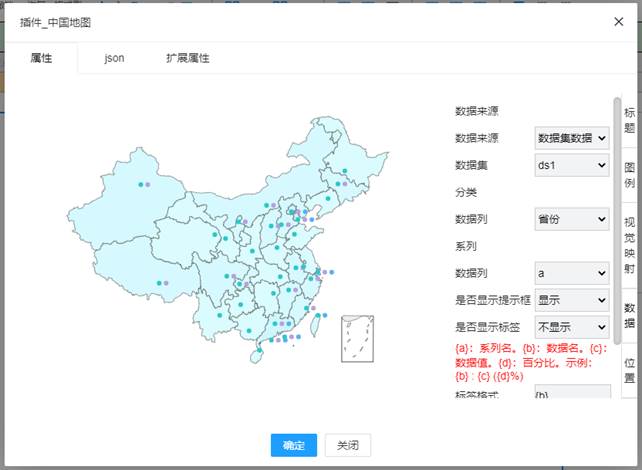 插件_中国地图
属性
json
扩展属性
数据来源
数据来源
数据集数据
数据集
ds1
分类
数据列
省份
系列
数据列
a
是否显示提示框
显示
是否显示标签
不显示
{a}：系列名。{b}：数据名。{c}：
数据值。{d}：百分比。示例：
{b} : {c} ({d}%)
标签格式
{b}
标题
图例
视觉映射
数据
位置
确定
关闭